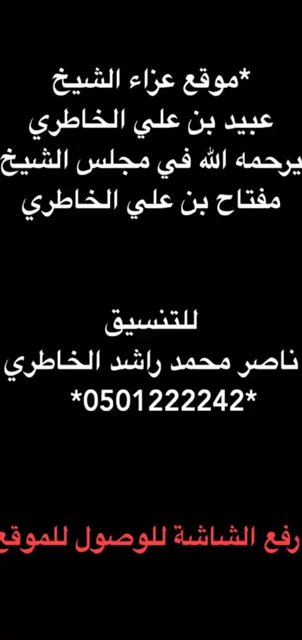 *موقع عزاء الشيخ
عبيد بن علي الخاطري
يرحمه الله في مجلس الشيخ
مفتاح بن علي الخاطري
للتنسيق
ناصر محمد راشد الخاطري
*0501222242*
رفع الشاشة للوصول للموقع